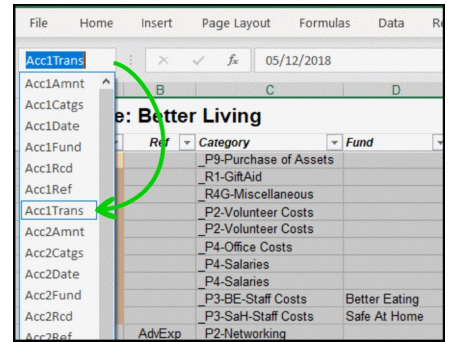 File Home Insert Page Layout Formulas Data
Acc1Trans fx 05/12/2018
B C D
Acc1Amnt
Acc1Catgs
Acc1Date
Acc1Fund
Acc1Rcd
Acc1Ref
Acc1Trans
Acc2Amnt
Acc2Catgs
Acc2Date
Acc2Fund
Acc2Rcd
Acc2Ref
e: Better Living
Ref Category Fund
_P9-Purchase of Assets
_R1-GiftAid
_R4G-Miscellaneous
_P2-Volunteer Costs
_P2-Volunteer Costs
_P4-Office Costs
_P4-Salaries
_P4-Salaries
_P3-BE-Staff Costs Better Eating
_P3-SaH-Staff Costs Safe At Home
AdvExp _P2-Networking